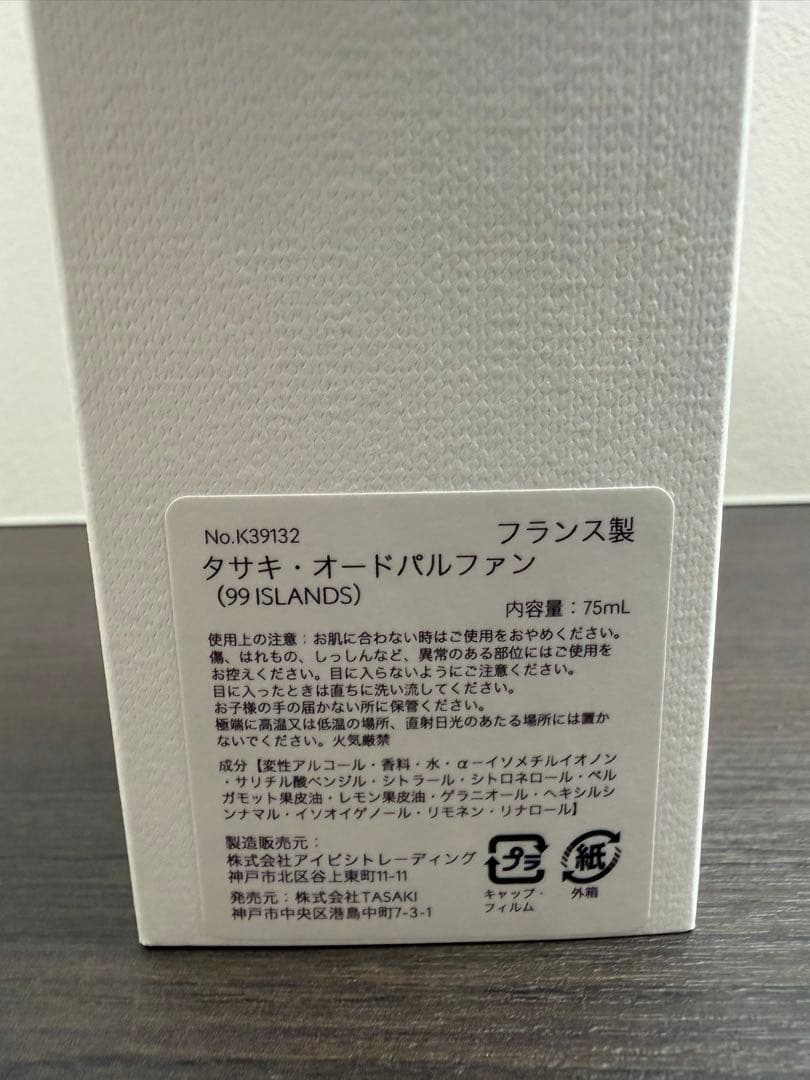 No.K39132
フランス製
タサキ・オードパルファン
（99 ISLANDS）
内容量：75mL
使用上の注意：お肌に合わない時はご使用をおやめください。
傷、はれもの、しっしんなど、異常のある部位にはご使用を
お控えください。目に入らないようにご注意ください。
目に入ったときは直ちに洗い流してください。
お子様の手の届かない所に保管ください。
極端に高温又は低温の場所、直射日光のあたる場所には置か
ないでください。火気厳禁
成分【変性アルコール・香料・水・α－イソメチルイオノン
・サリチル酸ベンジル・シトラール・シトロネロール・ベル
ガモット果皮油・レモン果皮油・ゲラニオール・ヘキシルシ
ンナマル・イソオイゲノール・リモネン・リナロール】
製造販売元：
株式会社アイビシトレーディング
神戸市北区谷上東町11-11
発売元：株式会社TASAKI
神戸市中央区港島中町7-3-1
プラ
キャップ・
フィルム
紙
外箱